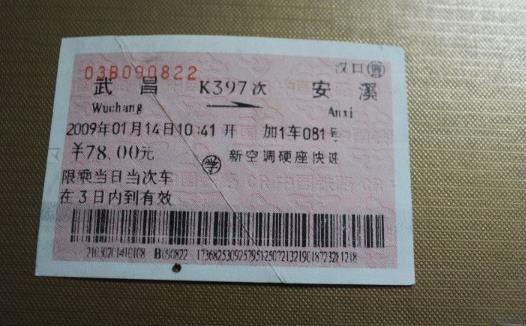 03B090822 汉口售
武昌 K397次 安溪
Wuchang Anxi
2009年01月14日10:41开 加1车081号
¥78.00元 学 新空调硬座快速
限乘当日当次车
在3日内到有效